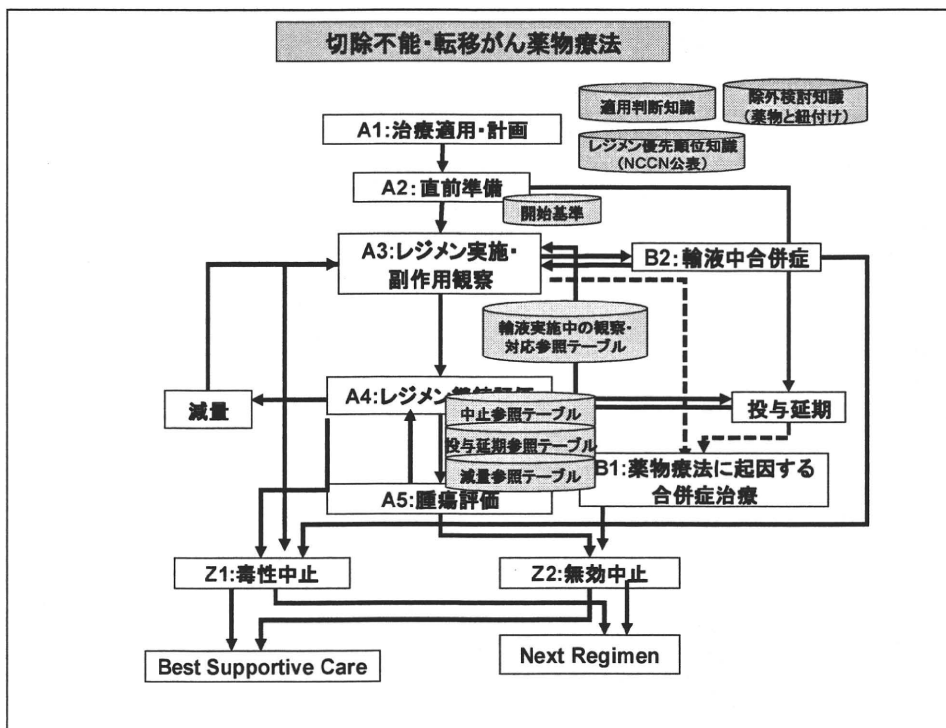 切除不能・転移がん薬物療法
適用判断知識
除外検討知識
(薬物と紐付け)
A1:治療適用・計画
レジメン優先順位知識
(NCCN公表)
A2:直前準備
開始基準
A3:レジメン実施・
副作用観察
B2:輸液中合併症
輸液実施中の観察・
対応参照テーブル
減量
A4:レジメン
中止参照テーブル
投与延期
投与延期参照テーブル
減量参照テーブル
B1:薬物療法に起因する
合併症治療
A5:腫瘍評価
Z1:毒性中止
Z2:無効中止
Best Supportive Care
Next Regimen